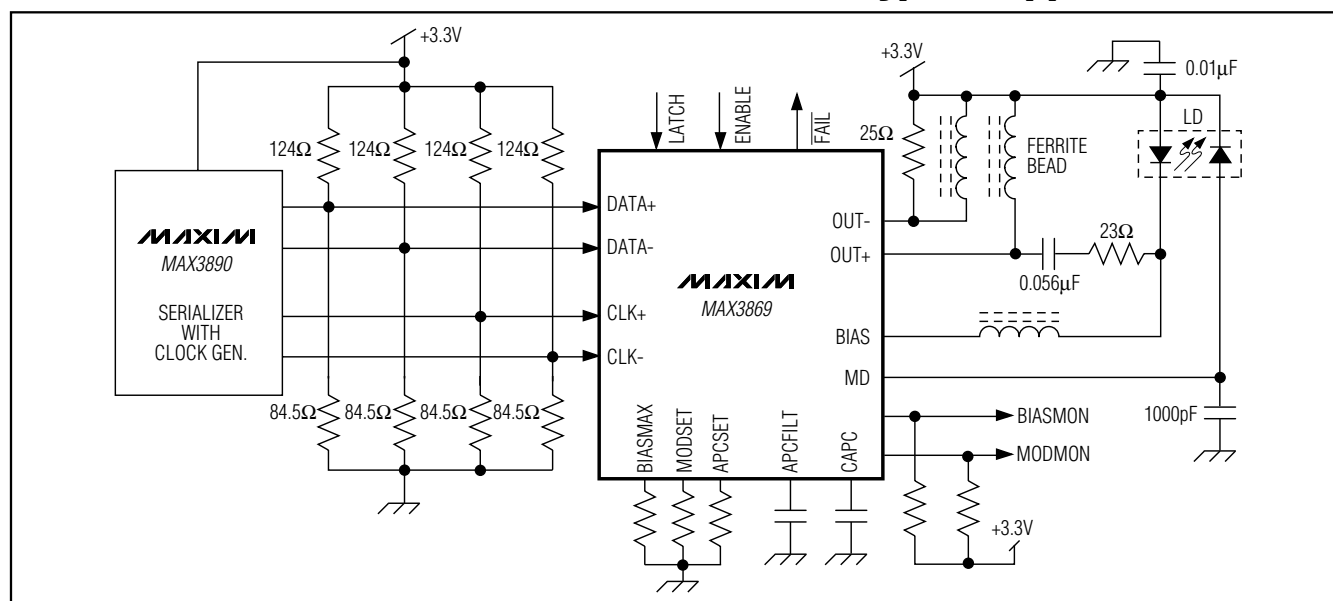 +3.3V
124Ω 124Ω 124Ω 124Ω
MAXIM
MAX3890
SERIALIZER
WITH
CLOCK GEN.
84.5Ω 84.5Ω 84.5Ω 84.5Ω
LATCH
ENABLE
FAIL
DATA+
DATA-
CLK+
CLK-
MAXIM
MAX3869
OUT-
OUT+
BIAS
MD
BIASMAX
MODSET
APCSET
APCFILT
CAPC
+3.3V
25Ω
FERRITE
BEAD
0.01µF
LD
23Ω
0.056µF
1000pF
BIASMON
MODMON
+3.3V